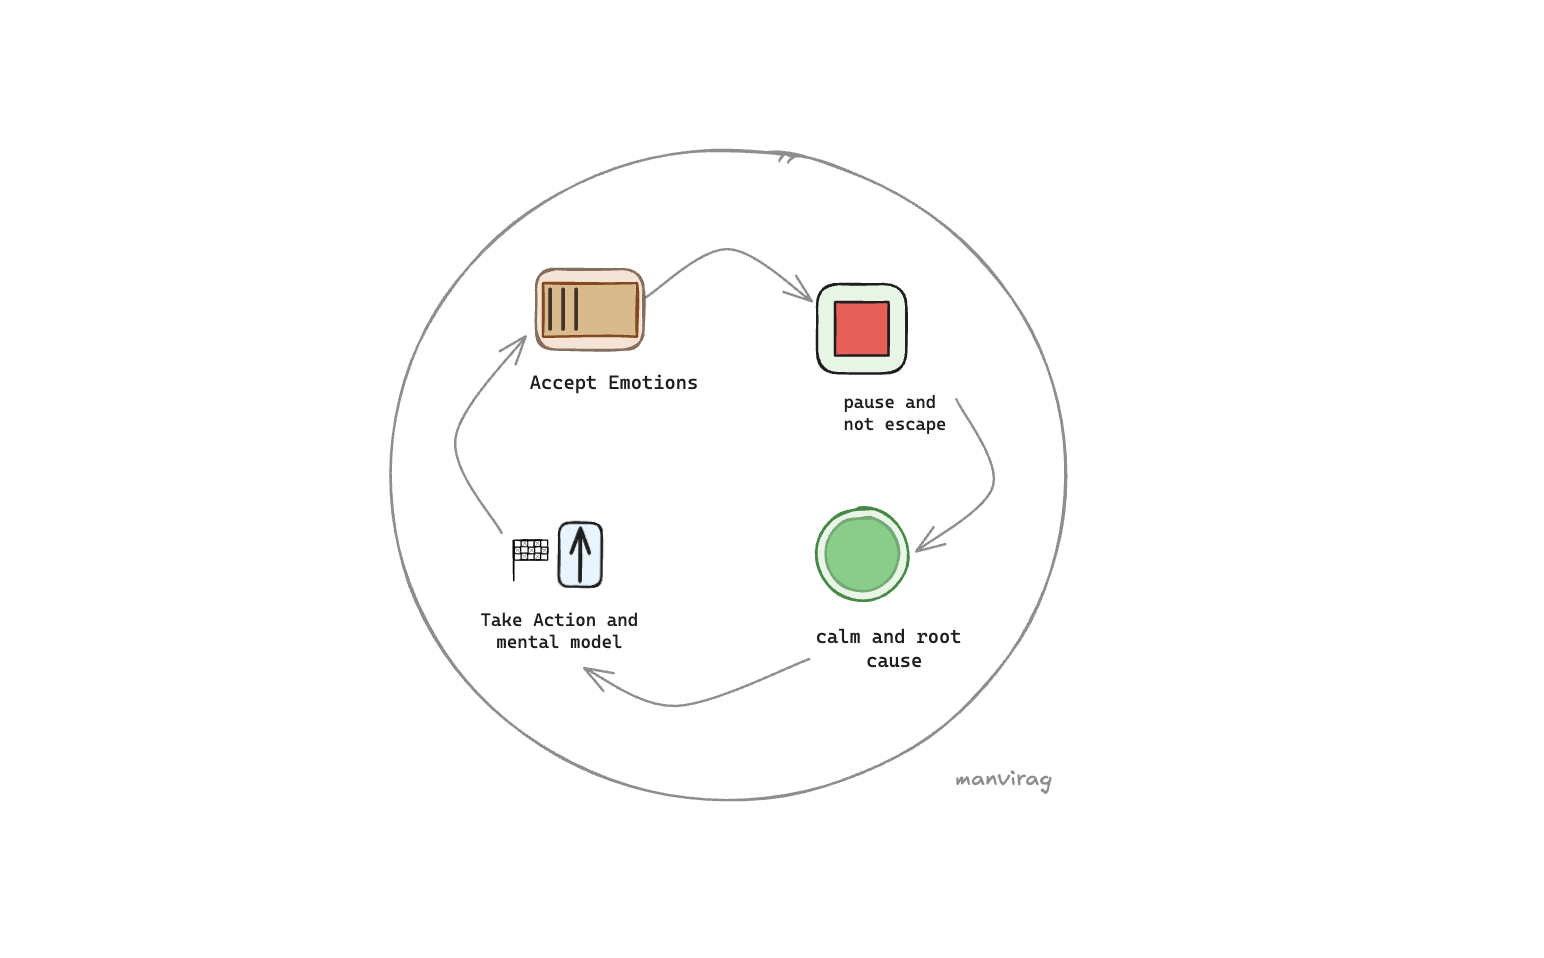 Accept Emotions
pause and
not escape
Take Action and
mental model
calm and root
cause
manvirag